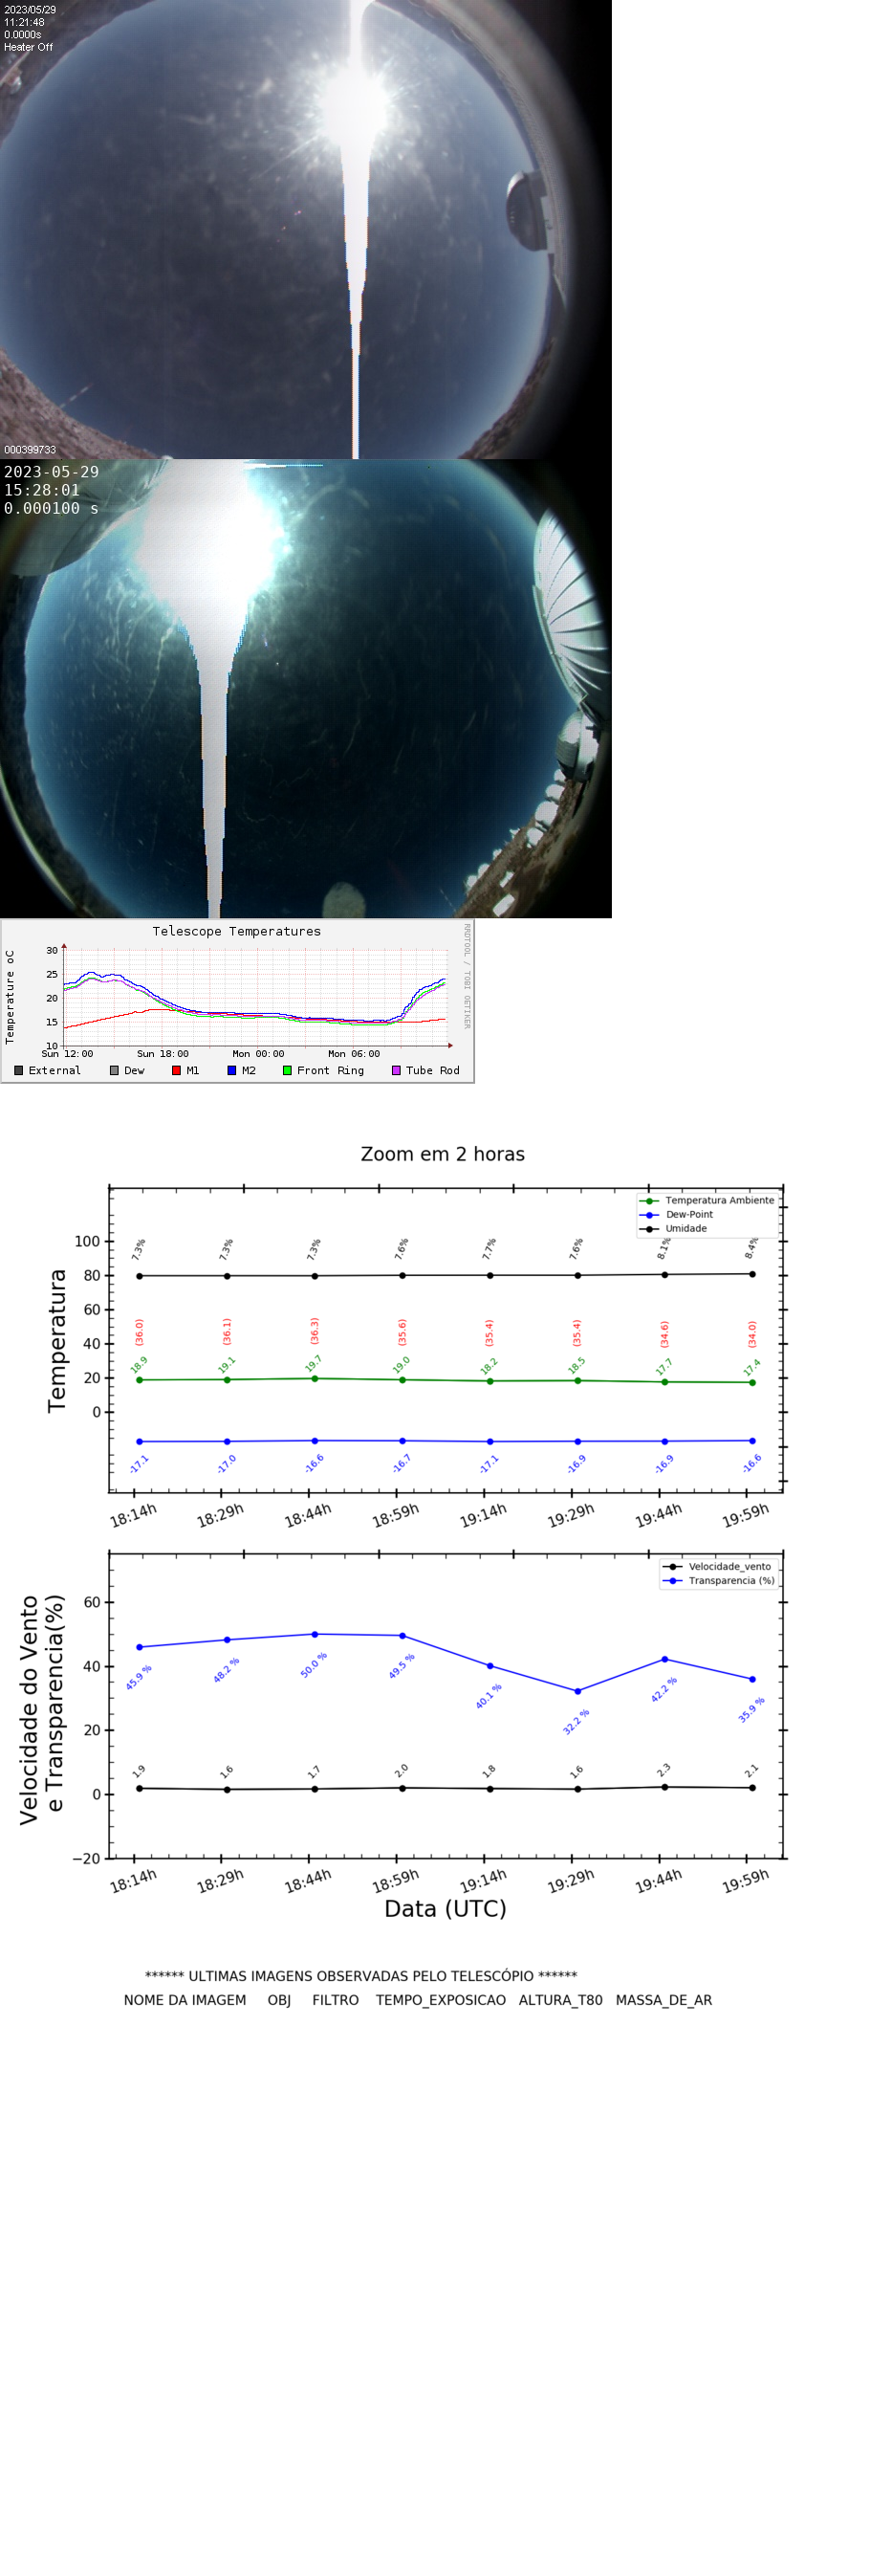 2023/05/29
11:21:48
0.0000s
Heater Off
000399733
2023-05-29
15:28:01
0.000100 s
Telescope Temperatures
RRDTOOL / TOBI OETIKER
Temperature oC
30
25
20
15
10
Sun 12:00 Sun 18:00 Mon 00:00 Mon 06:00
External Dew M1 M2 Front Ring Tube Rod
Zoom em 2 horas
Temperatura Ambiente
Dew-Point
Umidade
Temperatura
100
80
60
40
20
0
7.3% 7.3% 7.3% 7.6% 7.7% 7.6% 8.1% 8.4%
(36.0) (36.1) (36.3) (35.6) (35.4) (35.4) (34.6) (34.0)
18.9 19.1 19.7 19.0 18.2 18.5 17.7 17.4
-17.1 -17.0 -16.6 -16.7 -17.1 -16.9 -16.9 -16.6
18:14h 18:29h 18:44h 18:59h 19:14h 19:29h 19:44h 19:59h
Velocidade_vento
Transparencia (%)
Velocidade do Vento
e Transparencia(%)
60
40
20
0
−20
45.9 % 48.2 % 50.0 % 49.5 % 40.1 % 32.2 % 42.2 % 35.9 %
1.9 1.6 1.7 2.0 1.8 1.6 2.3 2.1
18:14h 18:29h 18:44h 18:59h 19:14h 19:29h 19:44h 19:59h
Data (UTC)
****** ULTIMAS IMAGENS OBSERVADAS PELO TELESCÓPIO ******
NOME DA IMAGEM OBJ FILTRO TEMPO_EXPOSICAO ALTURA_T80 MASSA_DE_AR